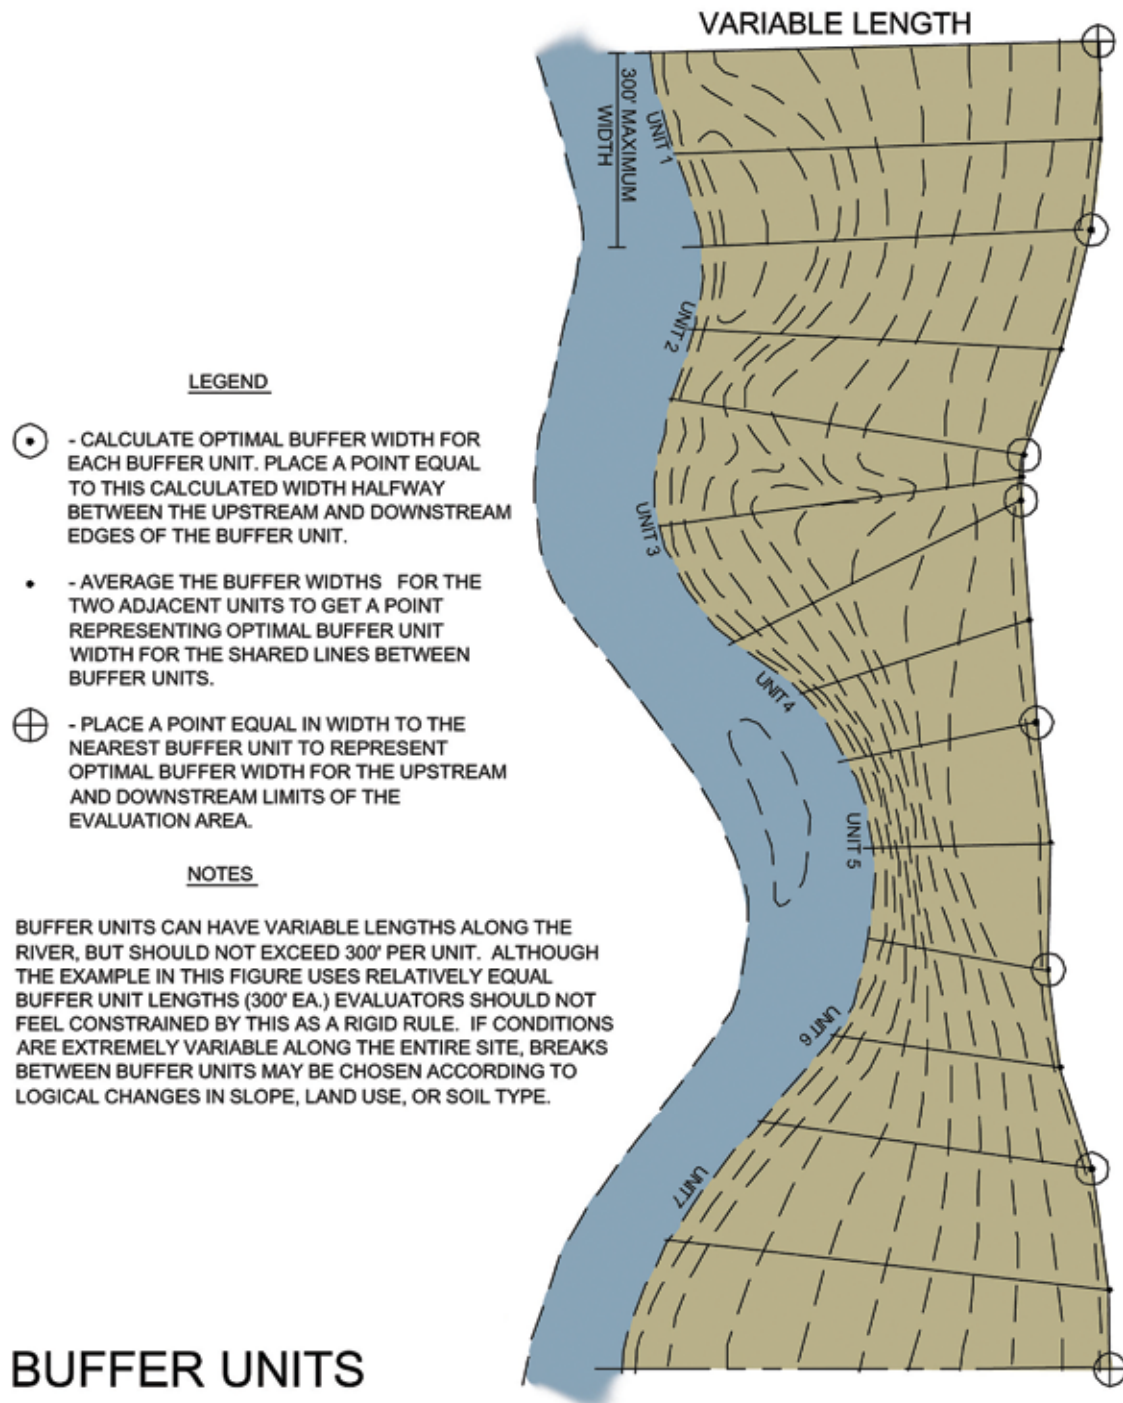 VARIABLE LENGTH
300' MAXIMUM
WIDTH
UNIT 1
UNIT 2
UNIT 3
UNIT 4
UNIT 5
UNIT 6
UNIT 7
LEGEND
- CALCULATE OPTIMAL BUFFER WIDTH FOR
EACH BUFFER UNIT. PLACE A POINT EQUAL
TO THIS CALCULATED WIDTH HALFWAY
BETWEEN THE UPSTREAM AND DOWNSTREAM
EDGES OF THE BUFFER UNIT.
- AVERAGE THE BUFFER WIDTHS FOR THE
TWO ADJACENT UNITS TO GET A POINT
REPRESENTING OPTIMAL BUFFER UNIT
WIDTH FOR THE SHARED LINES BETWEEN
BUFFER UNITS.
- PLACE A POINT EQUAL IN WIDTH TO THE
NEAREST BUFFER UNIT TO REPRESENT
OPTIMAL BUFFER WIDTH FOR THE UPSTREAM
AND DOWNSTREAM LIMITS OF THE
EVALUATION AREA.
NOTES
BUFFER UNITS CAN HAVE VARIABLE LENGTHS ALONG THE
RIVER, BUT SHOULD NOT EXCEED 300' PER UNIT. ALTHOUGH
THE EXAMPLE IN THIS FIGURE USES RELATIVELY EQUAL
BUFFER UNIT LENGTHS (300' EA.) EVALUATORS SHOULD NOT
FEEL CONSTRAINED BY THIS AS A RIGID RULE. IF CONDITIONS
ARE EXTREMELY VARIABLE ALONG THE ENTIRE SITE, BREAKS
BETWEEN BUFFER UNITS MAY BE CHOSEN ACCORDING TO
LOGICAL CHANGES IN SLOPE, LAND USE, OR SOIL TYPE.
BUFFER UNITS